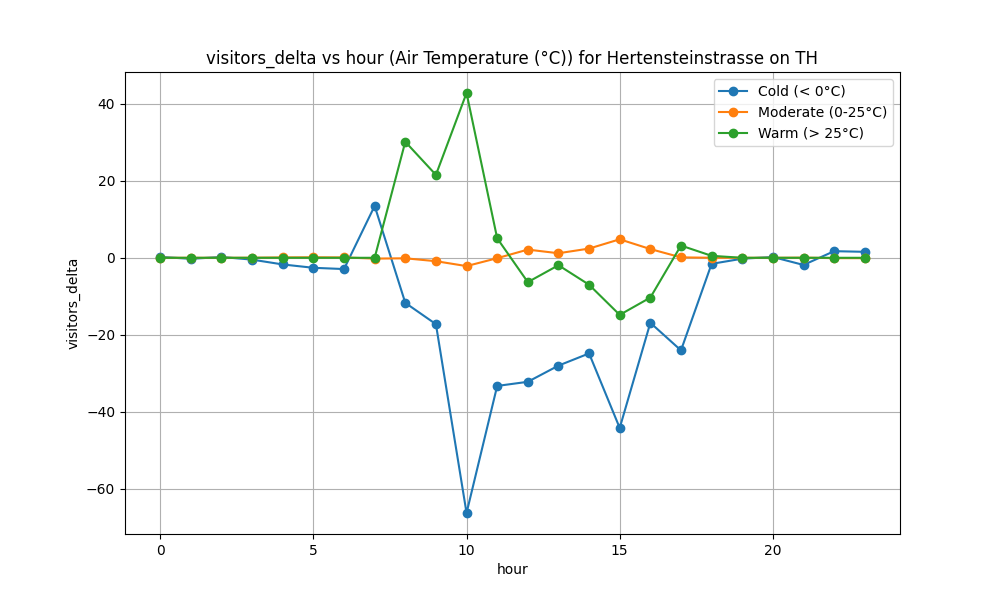 visitors_delta vs hour (Air Temperature (°C)) for Hertensteinstrasse on TH
Cold (< 0°C)
Moderate (0-25°C)
Warm (> 25°C)
visitors_delta
40
20
0
−20
−40
−60
0 5 10 15 20
hour